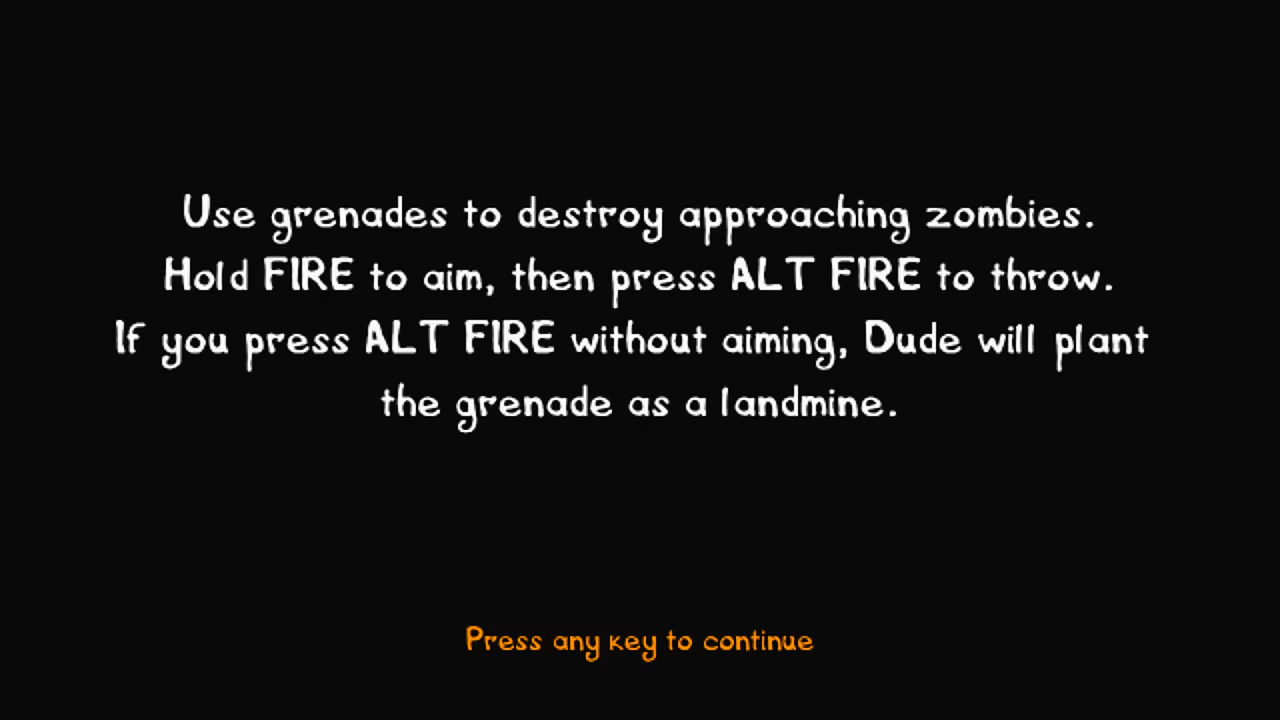 Use grenades to destroy approaching zombies.
Hold FIRE to aim, then press ALT FIRE to throw.
If you press ALT FIRE without aiming, Dude will plant
the grenade as a landmine.
Press any key to continue